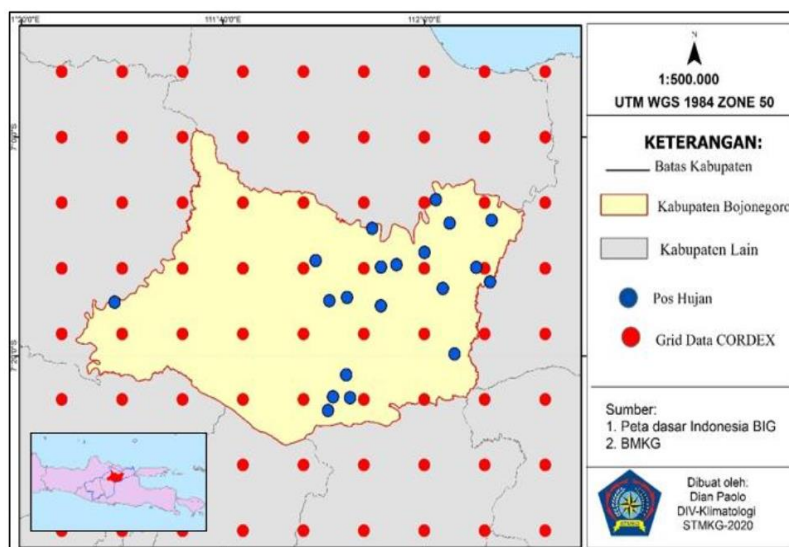 111°40'0"E
112°0'0"E
N
1:500.000
UTM WGS 1984 ZONE 50
KETERANGAN:
Batas Kabupaten
Kabupaten Bojonegoro
Kabupaten Lain
Pos Hujan
Grid Data CORDEX
Sumber:
1. Peta dasar Indonesia BIG
2. BMKG
Dibuat oleh:
Dian Paolo
DIV-Klimatologi
STMKG-2020
STMKG